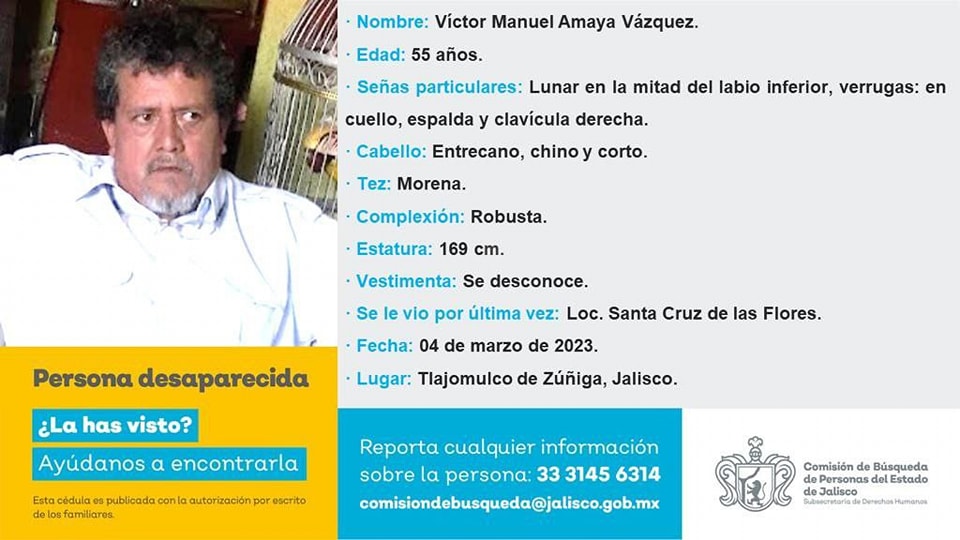 · Nombre: Víctor Manuel Amaya Vázquez.
· Edad: 55 años.
· Señas particulares: Lunar en la mitad del labio inferior, verrugas: en
cuello, espalda y clavícula derecha.
· Cabello: Entrecano, chino y corto.
· Tez: Morena.
· Complexión: Robusta.
· Estatura: 169 cm.
· Vestimenta: Se desconoce.
· Se le vio por última vez: Loc. Santa Cruz de las Flores.
· Fecha: 04 de marzo de 2023.
· Lugar: Tlajomulco de Zúñiga, Jalisco.
Persona desaparecida
¿La has visto?
Ayúdanos a encontrarla
Esta cédula es publicada con la autorización por escrito
de los familiares.
Reporta cualquier información
sobre la persona: 33 3145 6314
comisiondebusqueda@jalisco.gob.mx
Comisión de Búsqueda
de Personas del Estado
de Jalisco
Subsecretaría de Derechos Humanos